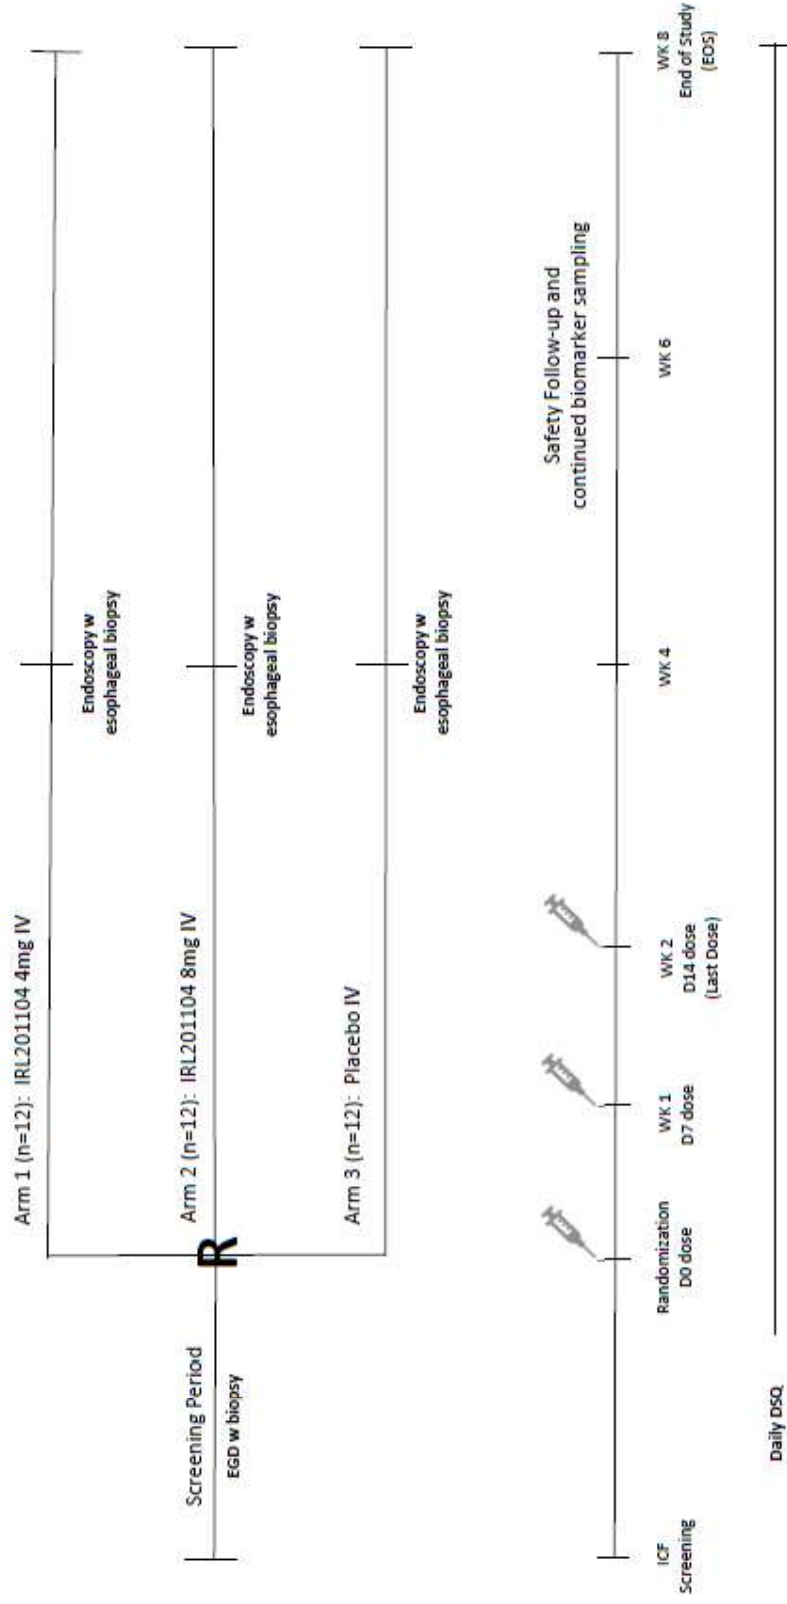 Arm 1 (n=12): IRL201104 4mg IV
Endoscopy w
esophageal biopsy
Screening Period
EGD w biopsy
R
Arm 2 (n=12): IRL201104 8mg IV
Endoscopy w
esophageal biopsy
Arm 3 (n=12): Placebo IV
Endoscopy w
esophageal biopsy
Safety Follow-up and
continued biomarker sampling
ICF
Screening
Randomization
D0 dose
WK 1
D7 dose
WK 2
D14 dose
(Last Dose)
WK 4
WK 6
WK 8
End of Study
(EOS)
Daily DSQ